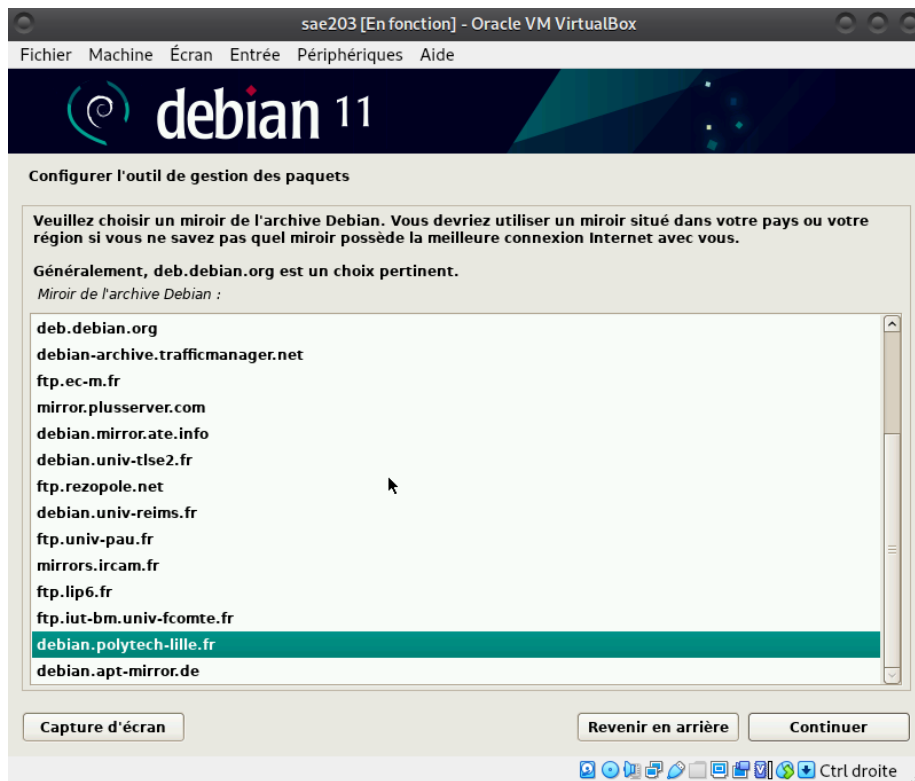 sae203 [En fonction] - Oracle VM VirtualBox
Fichier Machine Écran Entrée Périphériques Aide
debian 11
Configurer l'outil de gestion des paquets
Veuillez choisir un miroir de l'archive Debian. Vous devriez utiliser un miroir situé dans votre pays ou votre
région si vous ne savez pas quel miroir possède la meilleure connexion Internet avec vous.
Généralement, deb.debian.org est un choix pertinent.
Miroir de l'archive Debian :
deb.debian.org
debian-archive.trafficmanager.net
ftp.ec-m.fr
mirror.plusserver.com
debian.mirror.ate.info
debian.univ-tlse2.fr
ftp.rezopole.net
debian.univ-reims.fr
ftp.univ-pau.fr
mirrors.ircam.fr
ftp.lip6.fr
ftp.iut-bm.univ-fcomte.fr
debian.polytech-lille.fr
debian.apt-mirror.de
Capture d'écran Revenir en arrière Continuer
Ctrl droite